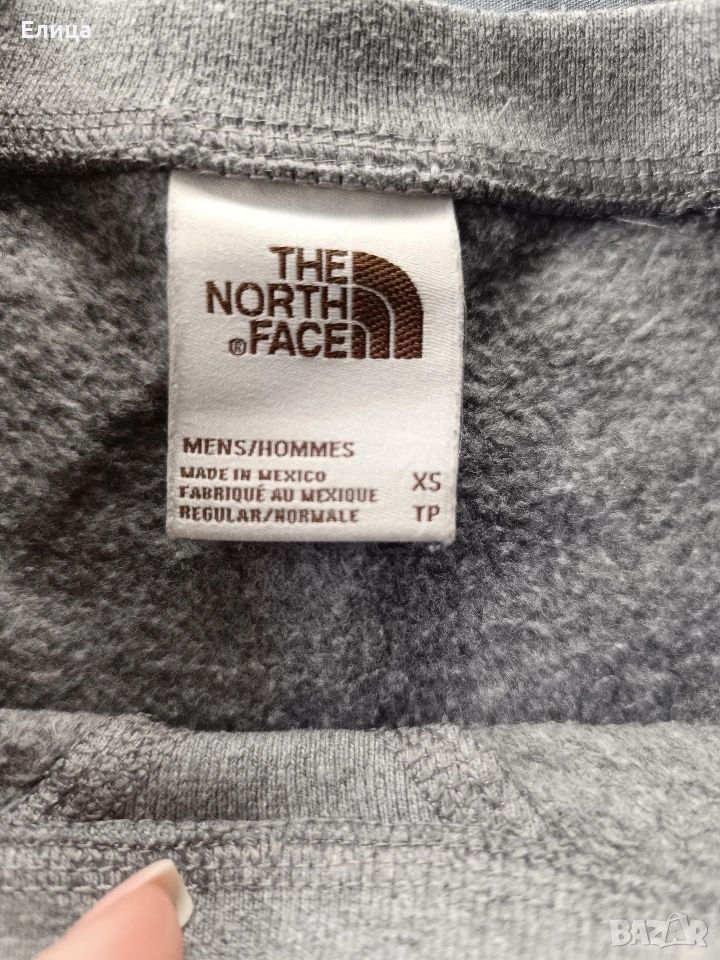 Елица
THE
NORTH
® FACE
MENS/HOMMES
MADE IN MEXICO XS
FABRIQUÉ AU MEXIQUE
REGULAR/NORMALE TP
BAZAR